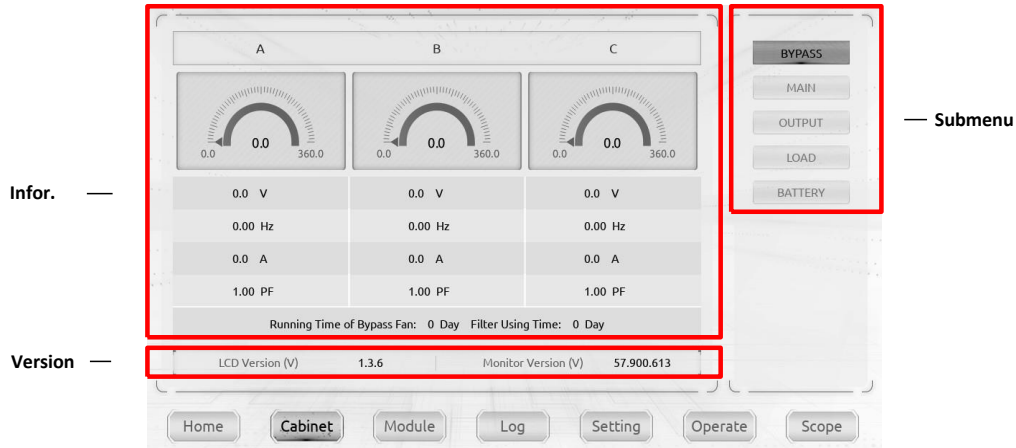 A B C
BYPASS
MAIN
OUTPUT
LOAD
BATTERY
Submenu
0.0 0.0 0.0
0.0 360.0 0.0 360.0 0.0 360.0
Infor.
0.0 V 0.0 V 0.0 V
0.00 Hz 0.00 Hz 0.00 Hz
0.0 A 0.0 A 0.0 A
1.00 PF 1.00 PF 1.00 PF
Running Time of Bypass Fan: 0 Day Filter Using Time: 0 Day
Version
LCD Version (V) 1.3.6 Monitor Version (V) 57.900.613
Home Cabinet Module Log Setting Operate Scope